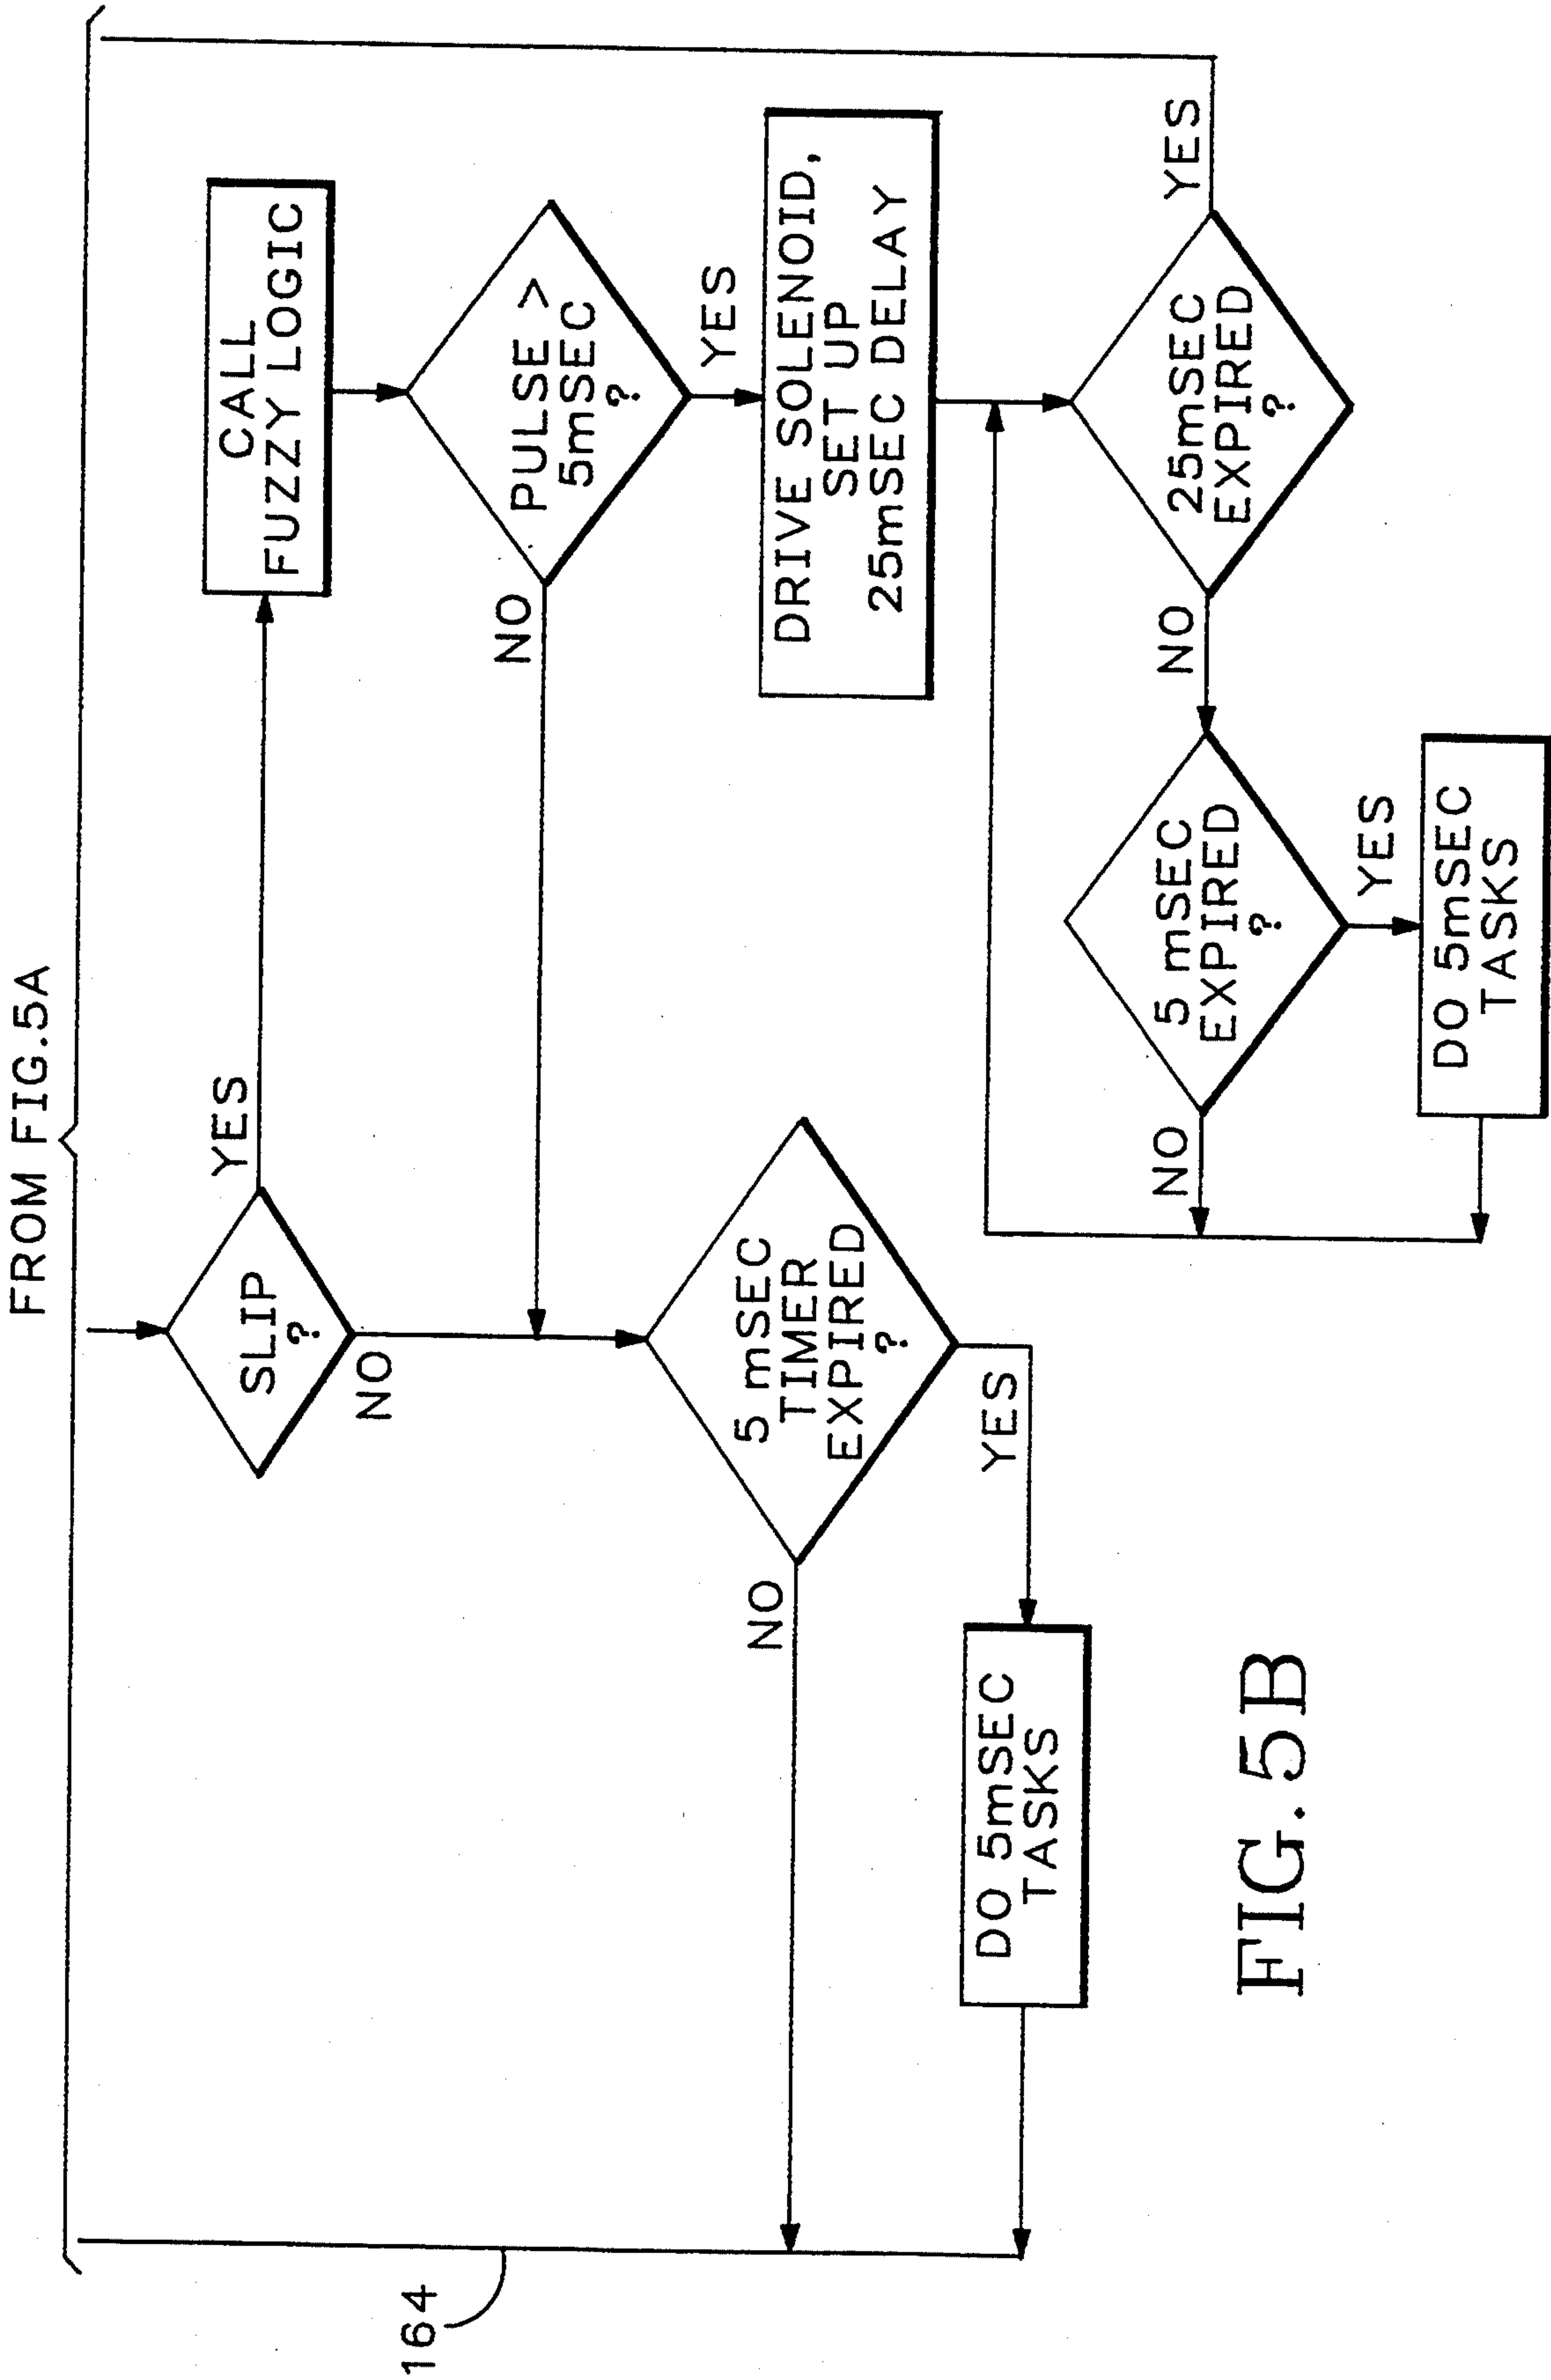 FROM FIG.5A
SLIP
?
YES
NO
CALL
FUZZY LOGIC
PULSE >
5mSEC
?
NO
YES
DRIVE SOLENOID,
SET UP
25mSEC DELAY
5 mSEC
TIMER
EXPIRED
?
NO
YES
DO 5mSEC
TASKS
25mSEC
EXPIRED
?
YES
NO
5 mSEC
EXPIRED
?
NO
YES
DO 5mSEC
TASKS
164
FIG. 5B